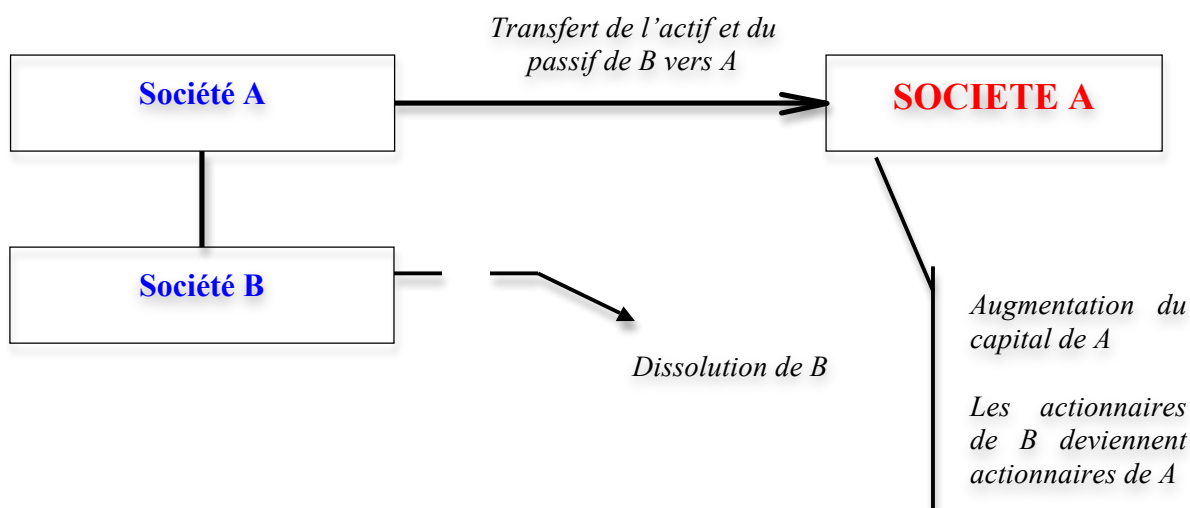 Transfert de l’actif et du
passif de B vers A
Société A
SOCIETE A
Société B
Dissolution de B
Augmentation du
capital de A
Les actionnaires
de B deviennent
actionnaires de A